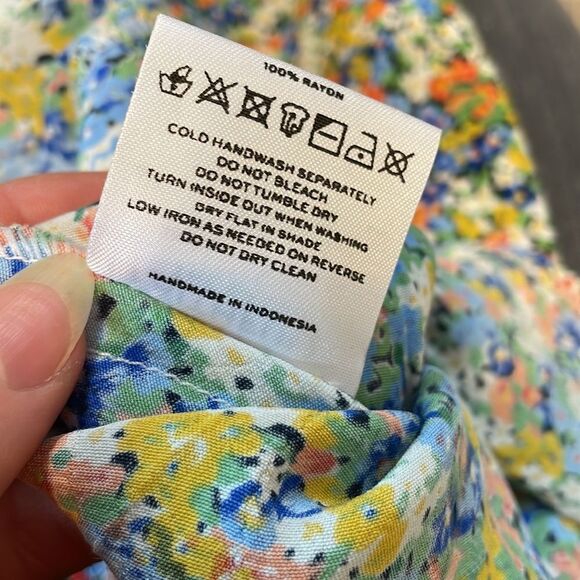 100% RAYON
COLD HANDWASH SEPARATELY
DO NOT BLEACH
DO NOT TUMBLE DRY
TURN INSIDE OUT WHEN WASHING
DRY FLAT IN SHADE
LOW IRON AS NEEDED ON REVERSE
DO NOT DRY CLEAN
HANDMADE IN INDONESIA